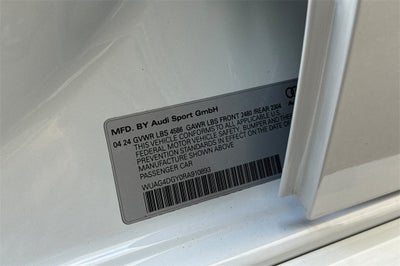 MFD. BY Audi Sport GmbH
04 24 GVWR LBS 4586 GAWR LBS FRONT 2480 /REAR 2304
THIS VEHICLE CONFORMS TO ALL APPLICABLE U.S.
FEDERAL MOTOR VEHICLE SAFETY, BUMPER AND THEFT
PREVENTION STANDARDS IN EFFECT ON THE DATE OF
MANUFACTURE SHOWN ABOVE.
PASSENGER CAR
WUAG4DGY0RA910893